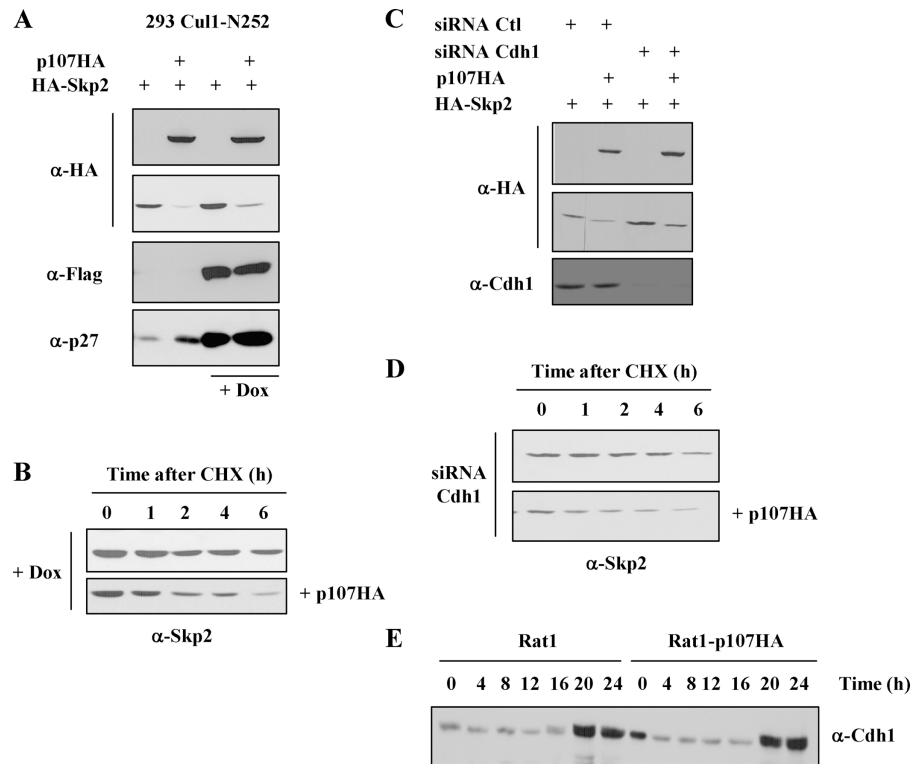 A
293 Cul1-N252
p107HA + +
HA-Skp2 + + + +
α-HA
α-Flag
α-p27
+ Dox
B
Time after CHX (h)
0 1 2 4 6
+ Dox
+ p107HA
α-Skp2
C
siRNA Ctl + +
siRNA Cdh1 + +
p107HA + +
HA-Skp2 + + + +
α-HA
α-Cdh1
D
Time after CHX (h)
0 1 2 4 6
siRNA
Cdh1
+ p107HA
α-Skp2
E
Rat1 Rat1-p107HA
0 4 8 12 16 20 24 0 4 8 12 16 20 24 Time (h)
α-Cdh1